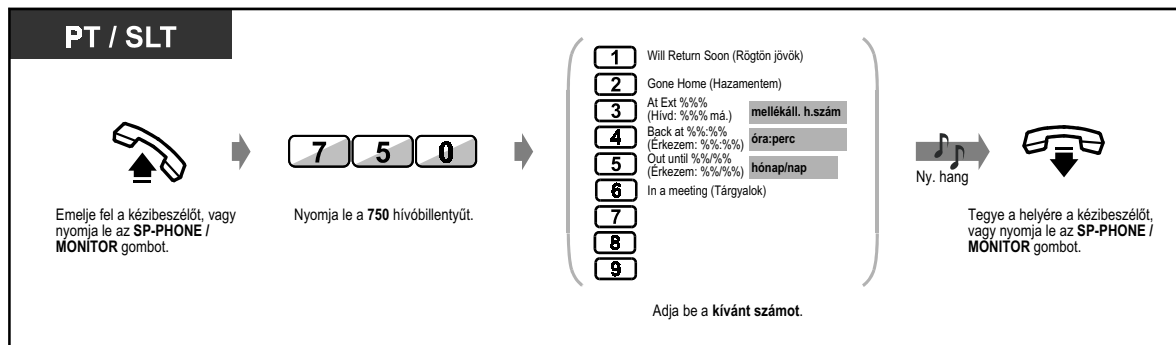 PT / SLT
Emelje fel a kézibeszélőt, vagy
nyomja le az SP-PHONE /
MONITOR gombot.
7 5 0
Nyomja le a 750 hívóbillentyűt.
1 Will Return Soon (Rögtön jövök)
2 Gone Home (Hazamentem)
3 At Ext %%%
(Hívd: %%% má.) mellékáll. h.szám
4 Back at %%:%%
(Érkezem: %%:%%) óra:perc
5 Out until %%/%%
(Érkezem: %%/%%) hónap/nap
6 In a meeting (Tárgyalok)
7
8
9
Adja be a kívánt számot.
Ny. hang
Tegye a helyére a kézibeszélőt,
vagy nyomja le az SP-PHONE /
MONITOR gombot.